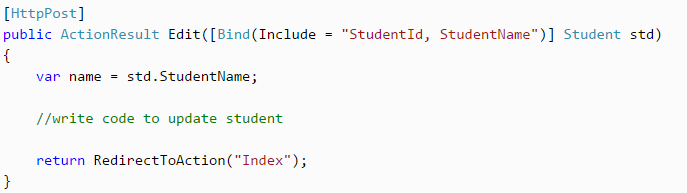 [HttpPost]
public ActionResult Edit([Bind(Include = "StudentId, StudentName")] Student std)
{
    var name = std.StudentName;

    //write code to update student

    return RedirectToAction("Index");
}